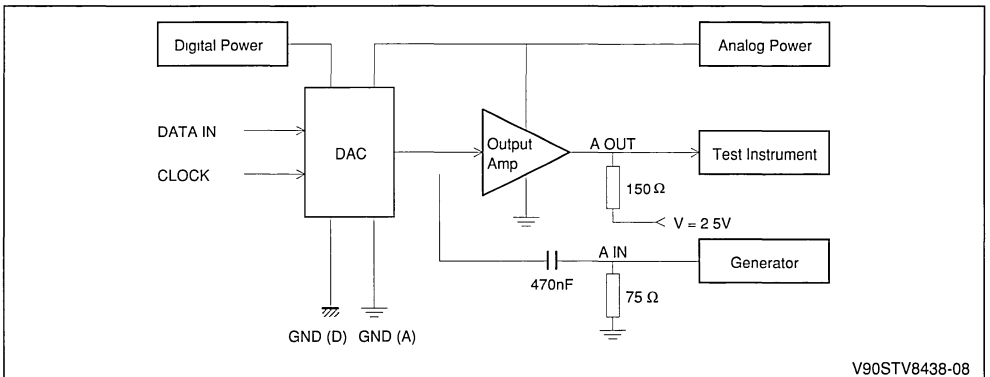 Digital Power
Analog Power
DATA IN
CLOCK
DAC
Output
Amp
A OUT
Test Instrument
150 Ω
V = 2 5V
A IN
Generator
470nF
75 Ω
GND (D)
GND (A)
V90STV8438-08